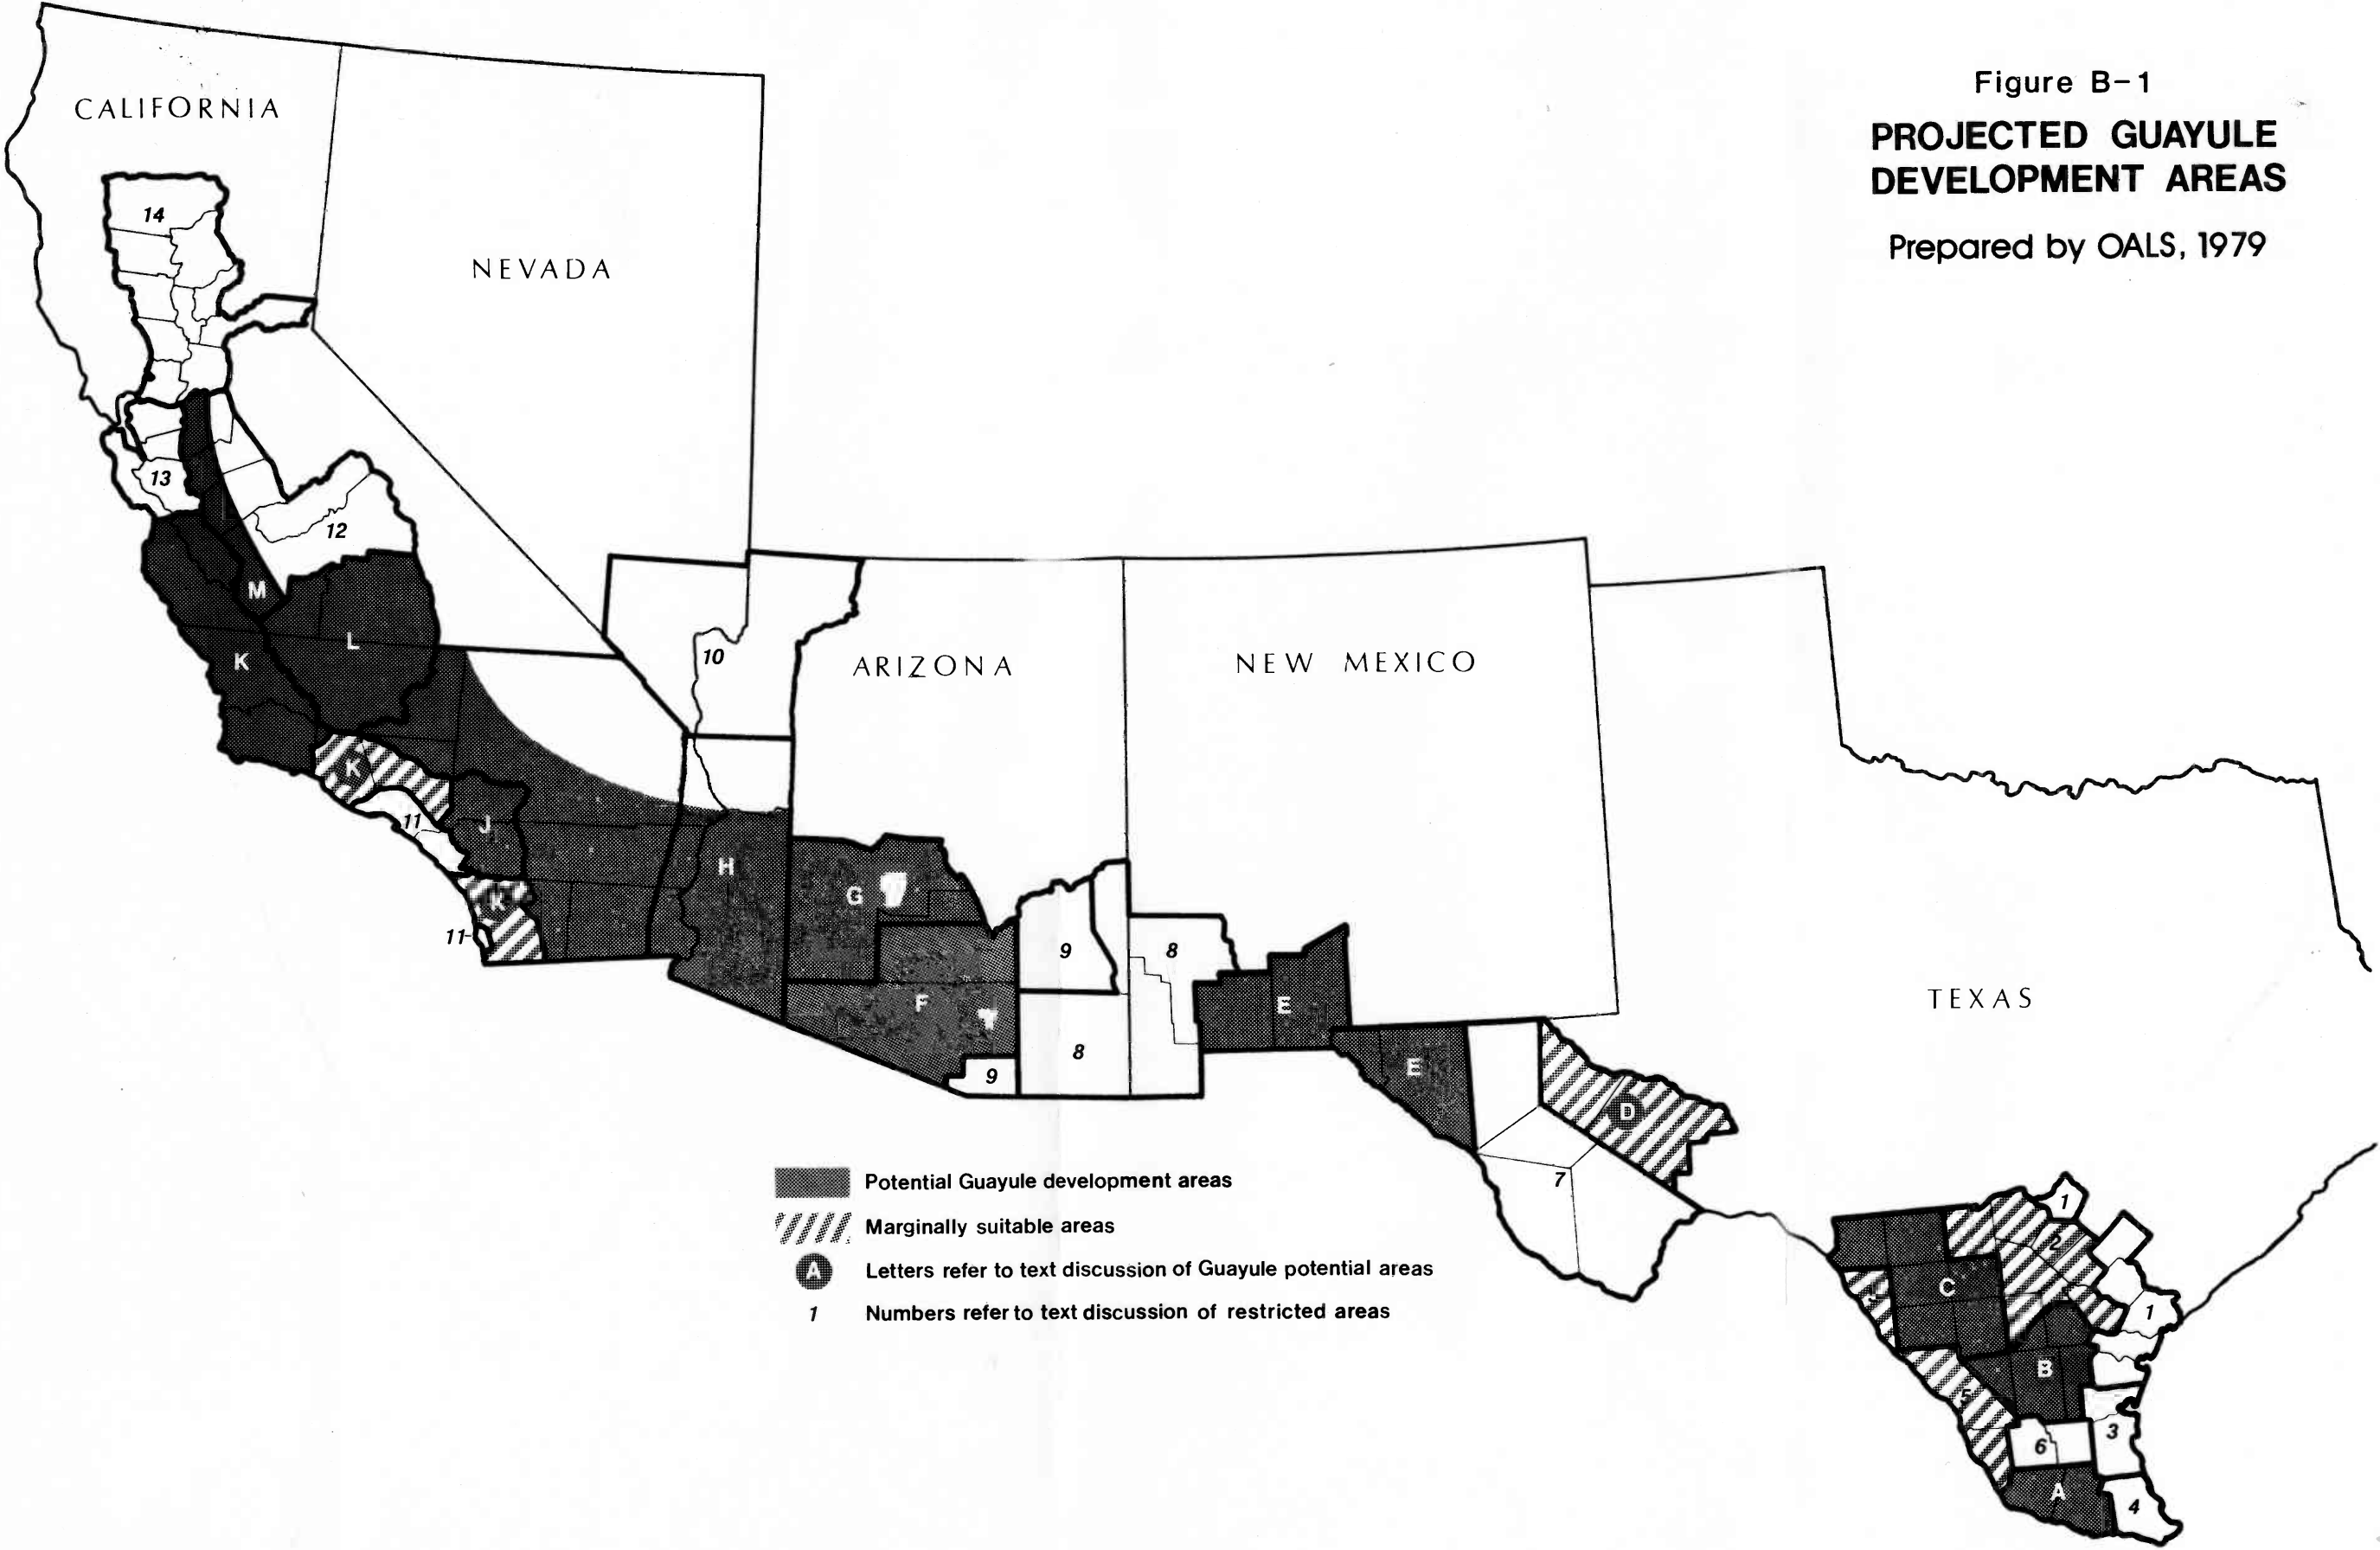 Figure B-1
PROJECTED GUAYULE
DEVELOPMENT AREAS
Prepared by OALS, 1979
CALIFORNIA
NEVADA
ARIZONA
NEW MEXICO
TEXAS
14
13
12
M
L
K
10
K
11
J
H
G
K
11
9
8
E
F
8
9
E
D
7
1
2
C
1
B
5
3
6
A
4
Potential Guayule development areas
Marginally suitable areas
A Letters refer to text discussion of Guayule potential areas
1 Numbers refer to text discussion of restricted areas